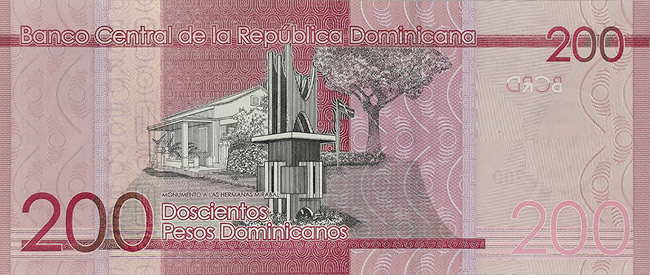 Banco Central de la República Dominicana
200
BCRD
MONUMENTO A LAS HERMANAS MIRABAL
200
Doscientos
Pesos Dominicanos
200